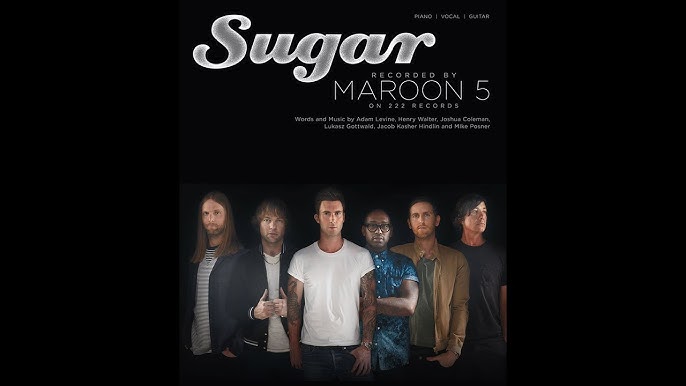 PIANO | VOCAL | GUITAR
Sugar
RECORDED BY
MAROON 5
ON 222 RECORDS
Words and Music by Adam Levine, Henry Walter, Joshua Coleman,
Lukasz Gottwald, Jacob Kasher Hindlin and Mike Posner